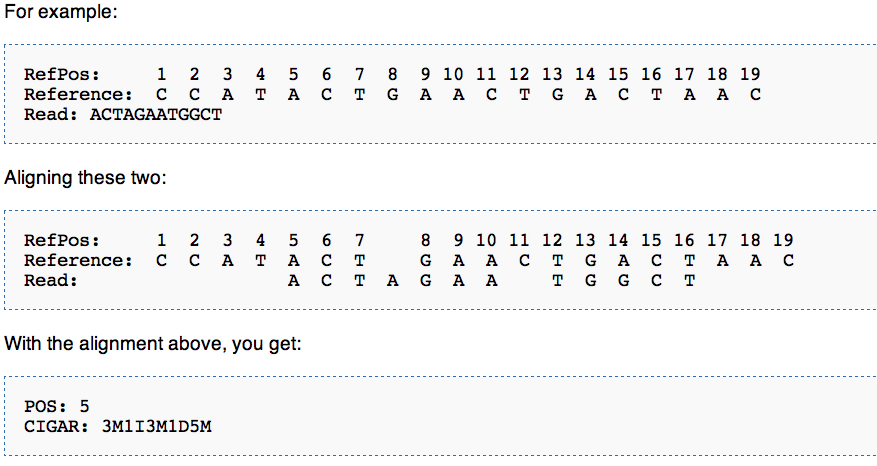 For example:
RefPos:     1  2  3  4  5  6  7  8  9 10 11 12 13 14 15 16 17 18 19
Reference:  C  C  A  T  A  C  T  G  A  A  C  T  G  A  C  T  A  A  C
Read: ACTAGAATGGCT
Aligning these two:
RefPos:     1  2  3  4  5  6  7     8  9 10 11 12 13 14 15 16 17 18 19
Reference:  C  C  A  T  A  C  T     G  A  A  C  T  G  A  C  T  A  A  C
Read:                   A  C  T  A  G  A  A     T  G  G  C  T
With the alignment above, you get:
POS: 5
CIGAR: 3M1I3M1D5M